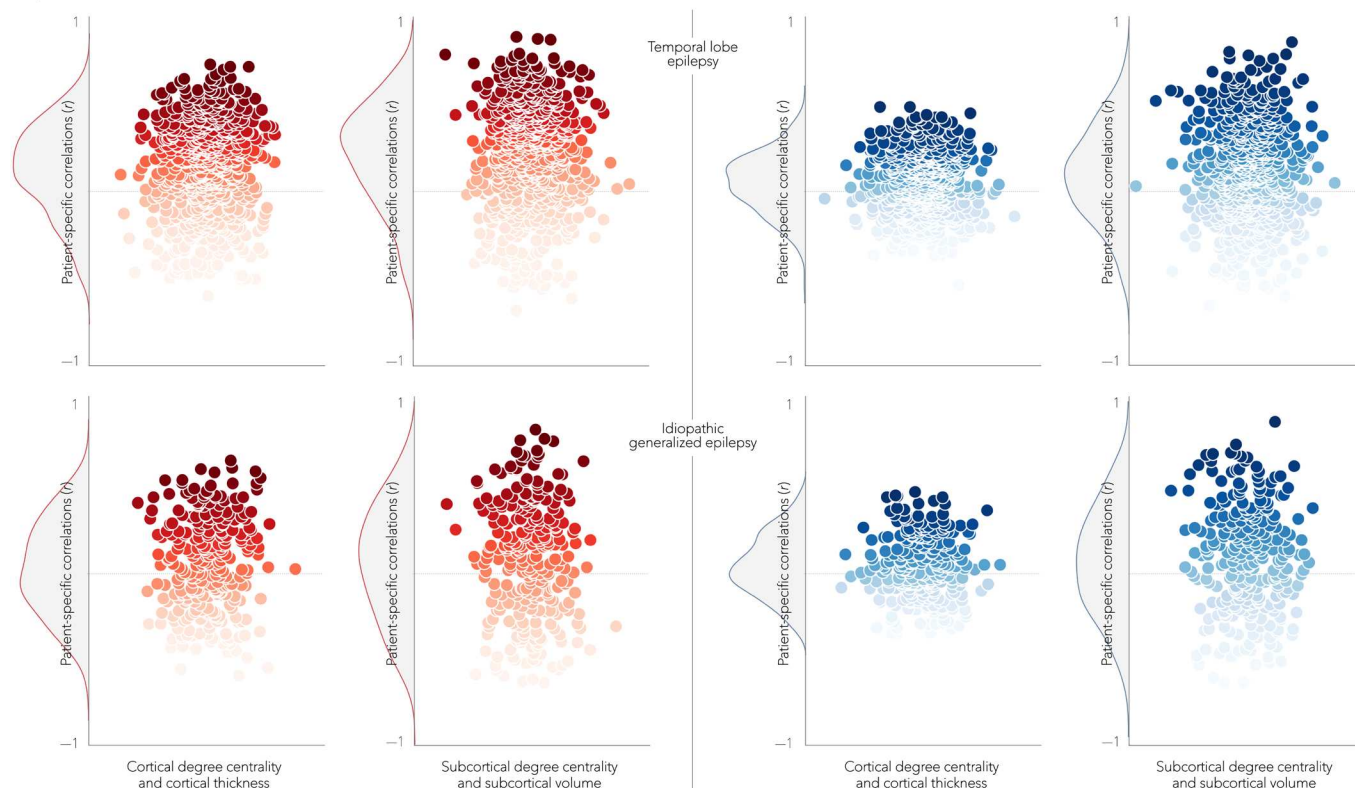 1
Patient-specific correlations (r)
—1
1
Patient-specific correlations (r)
—1
Temporal lobe
epilepsy
1
Patient-specific correlations (r)
—1
1
Patient-specific correlations (r)
—1
1
Patient-specific correlations (r)
—1
1
Patient-specific correlations (r)
—1
Idiopathic
generalized epilepsy
1
Patient-specific correlations (r)
—1
1
Patient-specific correlations (r)
—1
Cortical degree centrality
and cortical thickness
Subcortical degree centrality
and subcortical volume
Cortical degree centrality
and cortical thickness
Subcortical degree centrality
and subcortical volume